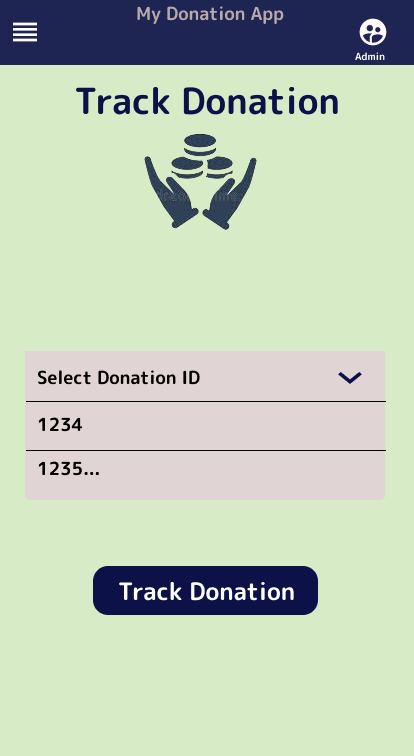 My Donation App
Admin
Track Donation
Select Donation ID
1234
1235...
Track Donation